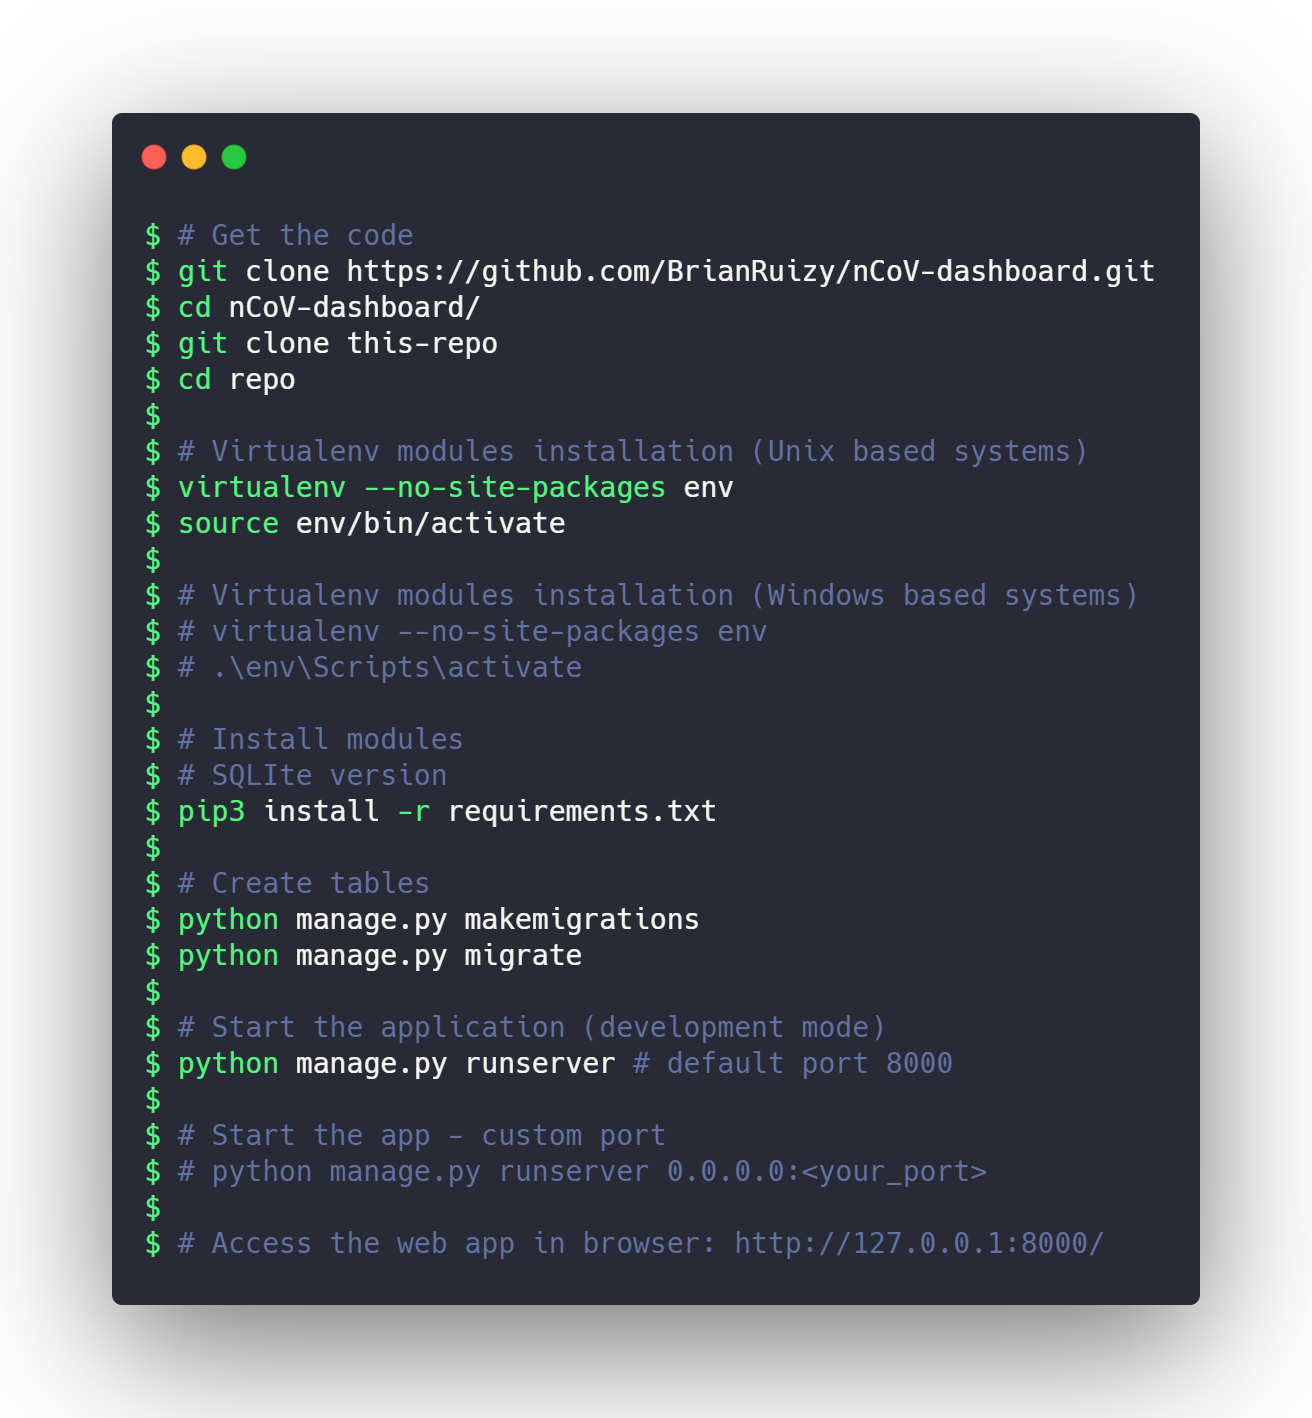 $ # Get the code
$ git clone https://github.com/BrianRuizy/nCoV-dashboard.git
$ cd nCoV-dashboard/
$ git clone this-repo
$ cd repo
$
$ # Virtualenv modules installation (Unix based systems)
$ virtualenv --no-site-packages env
$ source env/bin/activate
$
$ # Virtualenv modules installation (Windows based systems)
$ # virtualenv --no-site-packages env
$ # .\env\Scripts\activate
$
$ # Install modules
$ # SQLIte version
$ pip3 install -r requirements.txt
$
$ # Create tables
$ python manage.py makemigrations
$ python manage.py migrate
$
$ # Start the application (development mode)
$ python manage.py runserver # default port 8000
$
$ # Start the app - custom port
$ # python manage.py runserver 0.0.0.0:<your_port>
$
$ # Access the web app in browser: http://127.0.0.1:8000/